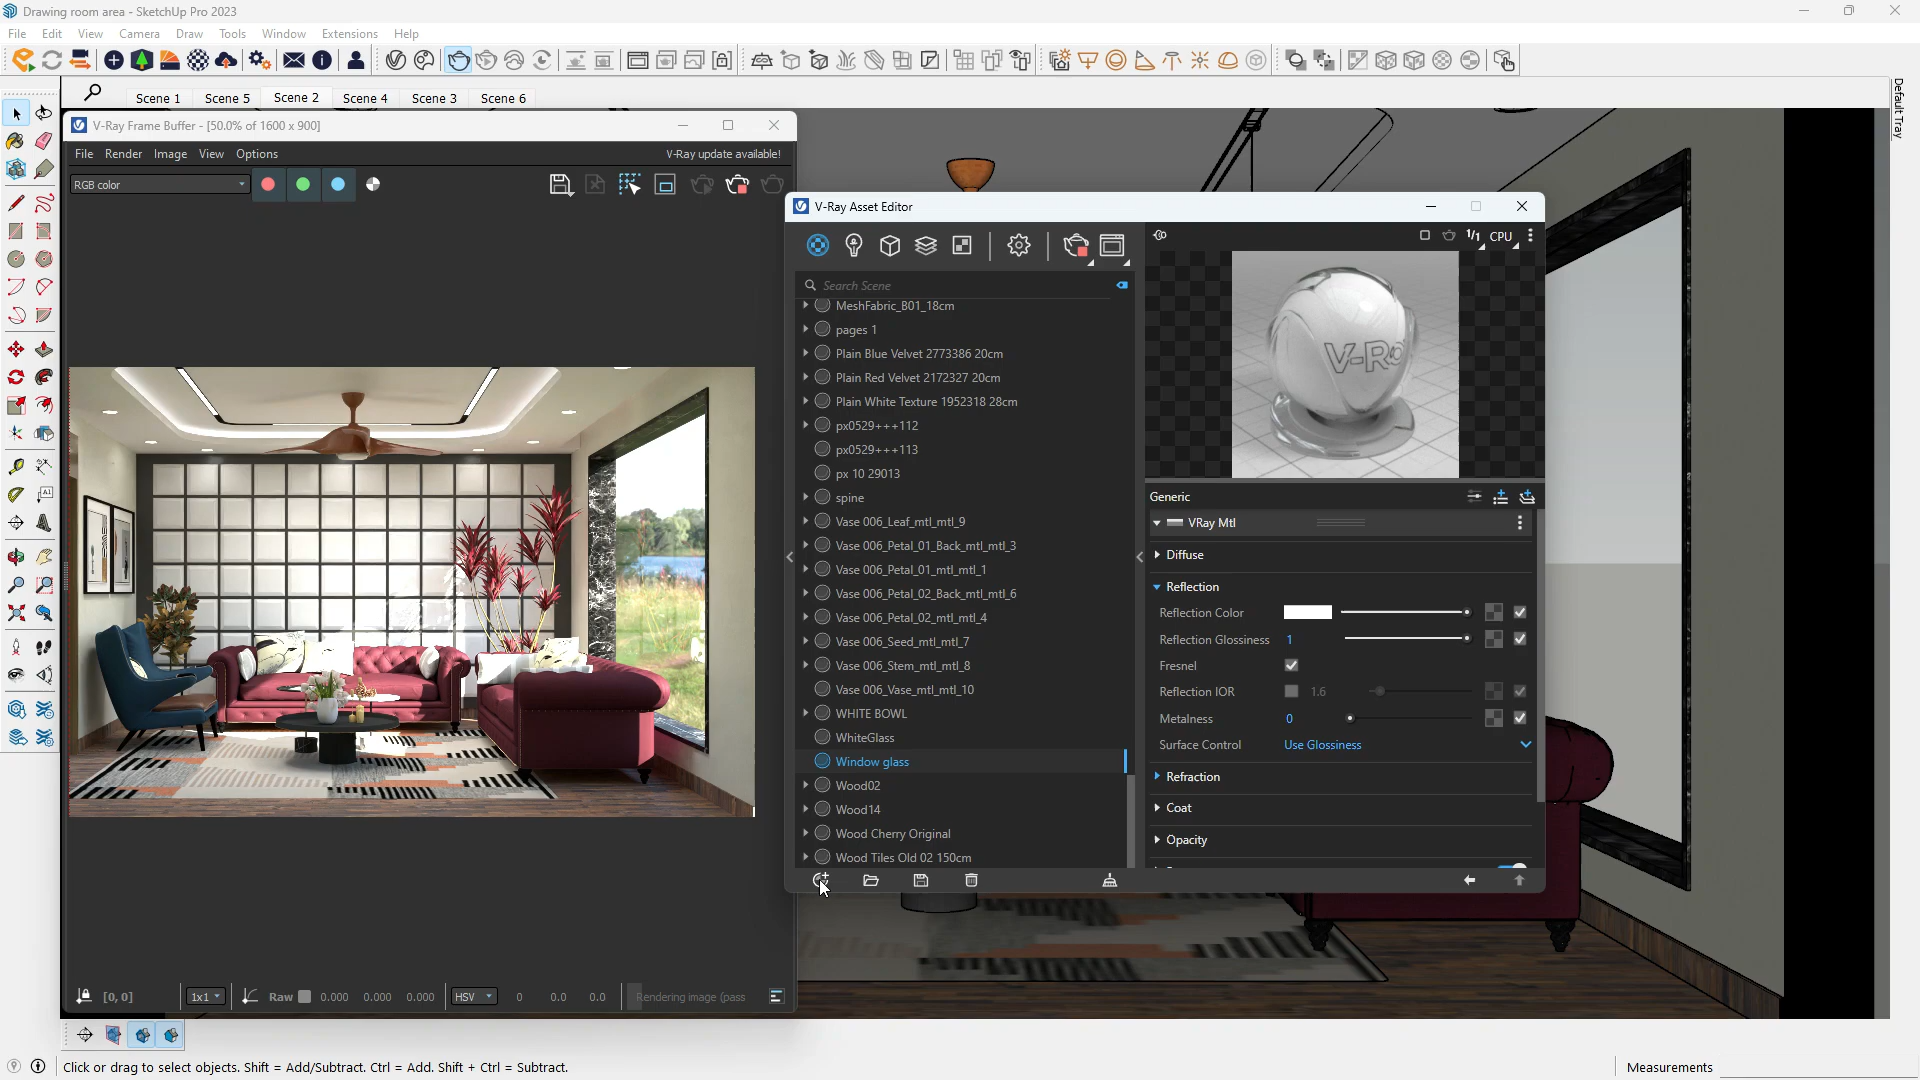 Drawing room area - SketchUp Pro 2023
File Edit View Camera Draw Tools Window Extensions Help
Scene 1 Scene 5 Scene 2 Scene 4 Scene 3 Scene 6
Default Tray
V-Ray Frame Buffer - [50.0% of 1600 x 900]
File Render Image View Options V-Ray update available!
RGB color
V-Ray Asset Editor
1/1 CPU
Search Scene
MeshFabric_B01_18cm
pages 1
Plain Blue Velvet 2773386 20cm
Plain Red Velvet 2172327 20cm
Plain White Texture 1952318 28cm
px0529+++112
px0529+++113
px 10 29013
spine
Vase 006_Leaf_mtl_mtl_9
Vase 006_Petal_01_Back_mtl_mtl_3
Vase 006_Petal_01_mtl_mtl_1
Vase 006_Petal_02_Back_mtl_mtl_6
Vase 006_Petal_02_mtl_mtl_4
Vase 006_Seed_mtl_mtl_7
Vase 006_Stem_mtl_mtl_8
Vase 006_Vase_mtl_mtl_10
WHITE BOWL
WhiteGlass
Window glass
Wood02
Wood14
Wood Cherry Original
Wood Tiles Old 02 150cm
Generic
VRay Mtl
Diffuse
Reflection
Reflection Color
Reflection Glossiness 1
Fresnel
Reflection IOR 1.6
Metalness 0
Surface Control Use Glossiness
Refraction
Coat
Opacity
[0, 0] 1x1 Raw 0.000 0.000 0.000 HSV 0 0.0 0.0 Rendering image (pass
Click or drag to select objects. Shift = Add/Subtract. Ctrl = Add. Shift + Ctrl = Subtract.
Measurements